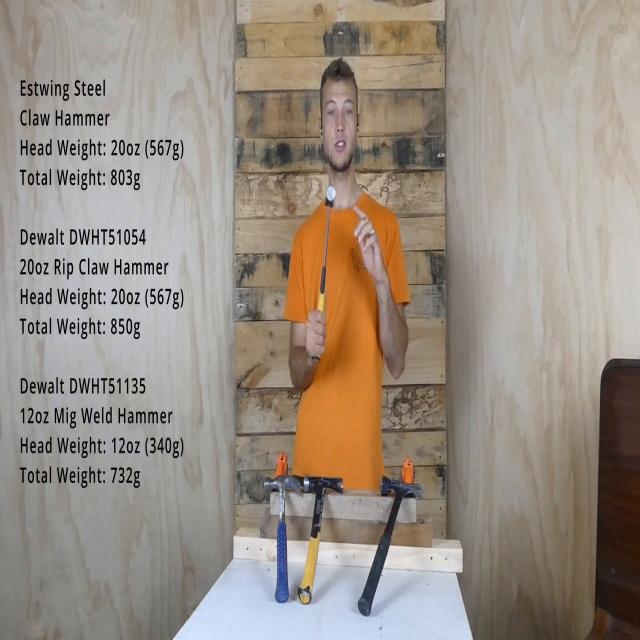 Estwing Steel
Claw Hammer
Head Weight: 20oz (567g)
Total Weight: 803g
Dewalt DWHT51054
20oz Rip Claw Hammer
Head Weight: 20oz (567g)
Total Weight: 850g
Dewalt DWHT51135
12oz Mig Weld Hammer
Head Weight: 12oz (340g)
Total Weight: 732g